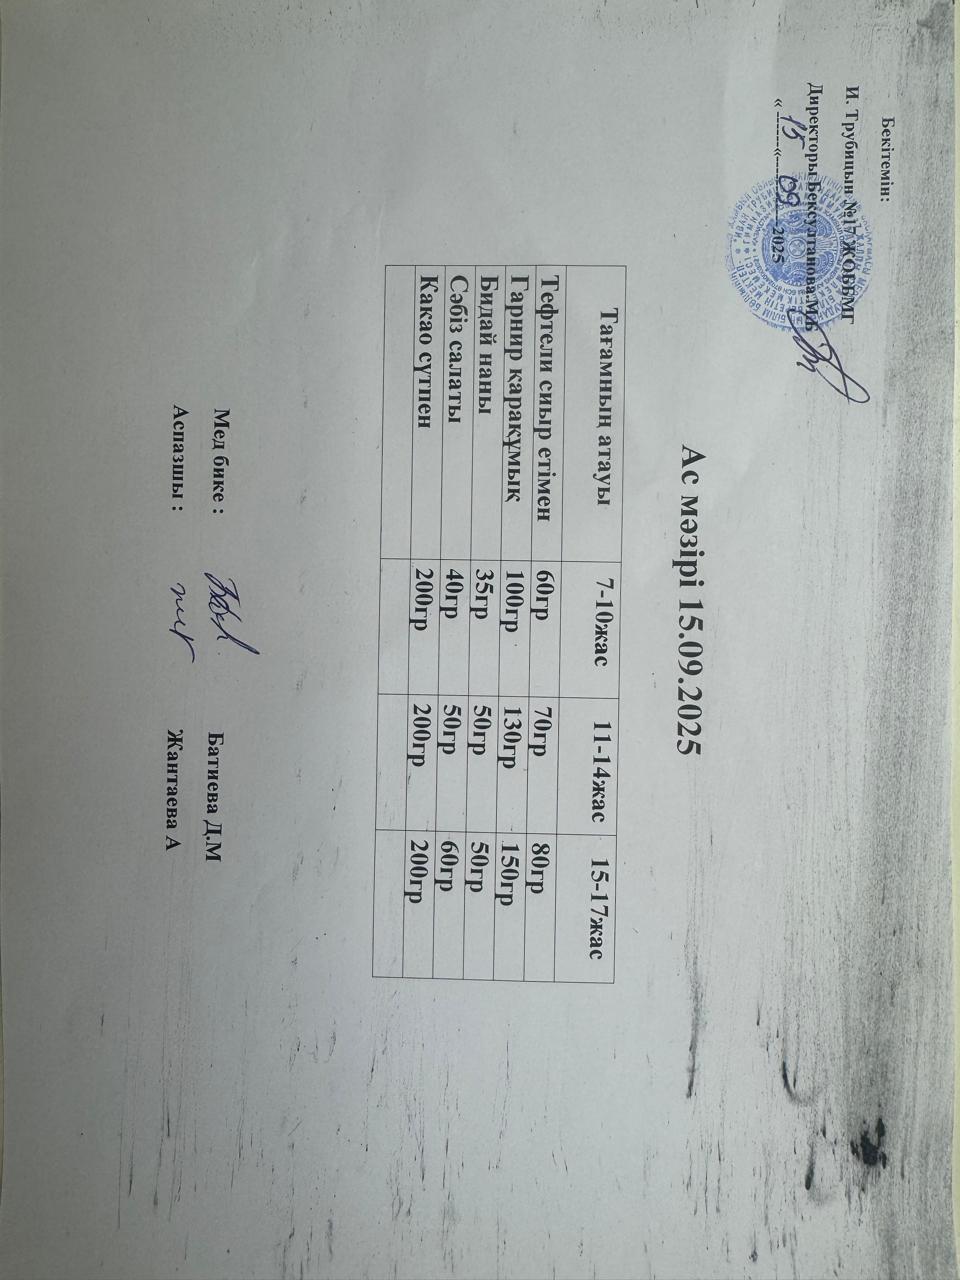 Бекітемін:
И. Трубицын №17 ЖОББМГ
Директоры Бексултанова.М.Б
« 15 « 09 2025
Ас мәзірі 15.09.2025
Тағамның атауы 7-10жас 11-14жас 15-17жас
Тефтели сиыр етімен 60гр 70гр 80гр
Гарнир қарақұмық 100гр 130гр 150гр
Бидай наны 35гр 50гр 50гр
Сәбіз салаты 40гр 50гр 60гр
Какао сүтпен 200гр 200гр 200гр
Мед бике : Батиева Д.М
Аспазшы : Жантаева А